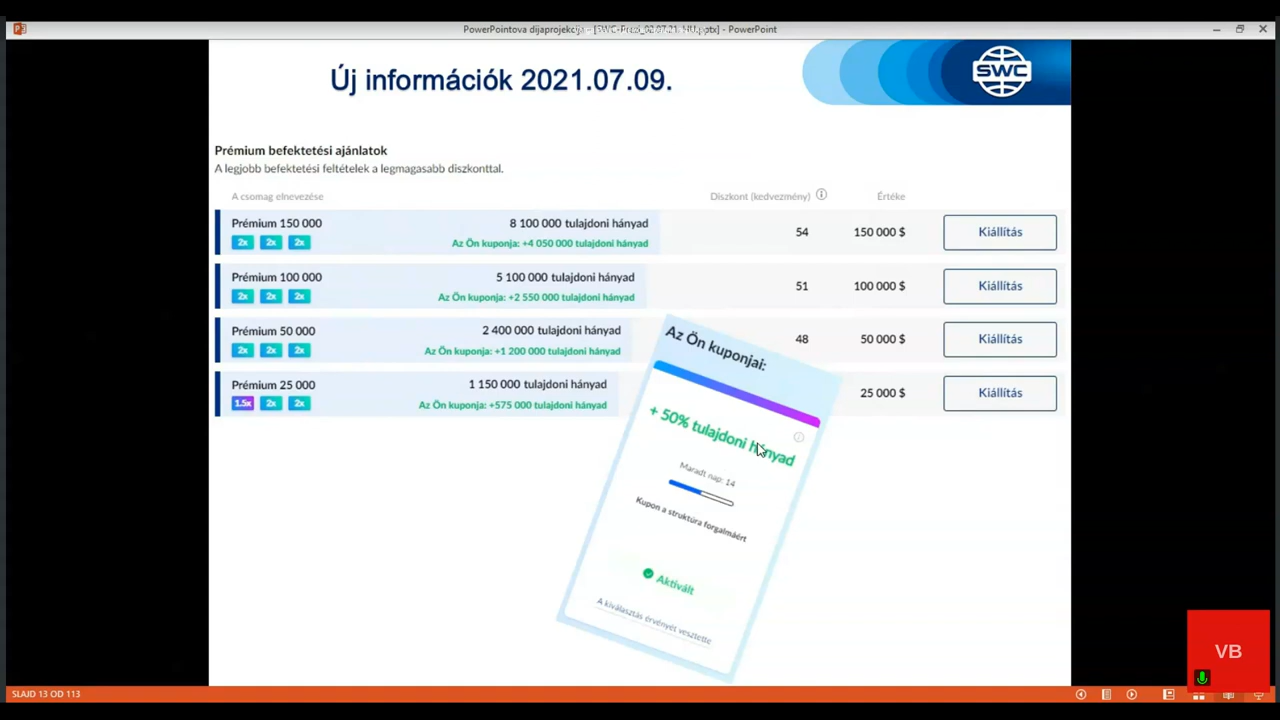 PowerPointova dijaprojekcija - [SWC-Prezi_02.07.21. HU.pptx] - PowerPoint
Új információk 2021.07.09.
SWC
Prémium befektetési ajánlatok
A legjobb befektetési feltételek a legmagasabb diszkonttal.
A csomag elnevezése Diszkont (kedvezmény) Értéke
Prémium 150 000 8 100 000 tulajdoni hányad
2x 2x 2x Az Ön kuponja: +4 050 000 tulajdoni hányad
54 150 000 $ Kiállítás
Prémium 100 000 5 100 000 tulajdoni hányad
2x 2x 2x Az Ön kuponja: +2 550 000 tulajdoni hányad
51 100 000 $ Kiállítás
Prémium 50 000 2 400 000 tulajdoni hányad
2x 2x 2x Az Ön kuponja: +1 200 000 tulajdoni hányad
48 50 000 $ Kiállítás
Prémium 25 000 1 150 000 tulajdoni hányad
1.5x 2x 2x Az Ön kuponja: +575 000 tulajdoni hányad
25 000 $ Kiállítás
Az Ön kuponjai:
+ 50% tulajdoni hányad
Maradt nap: 14
Kupon a struktúra forgalmáért
Aktívált
A kiválasztás érvényét vesztette
VB
SLAJD 13 OD 113